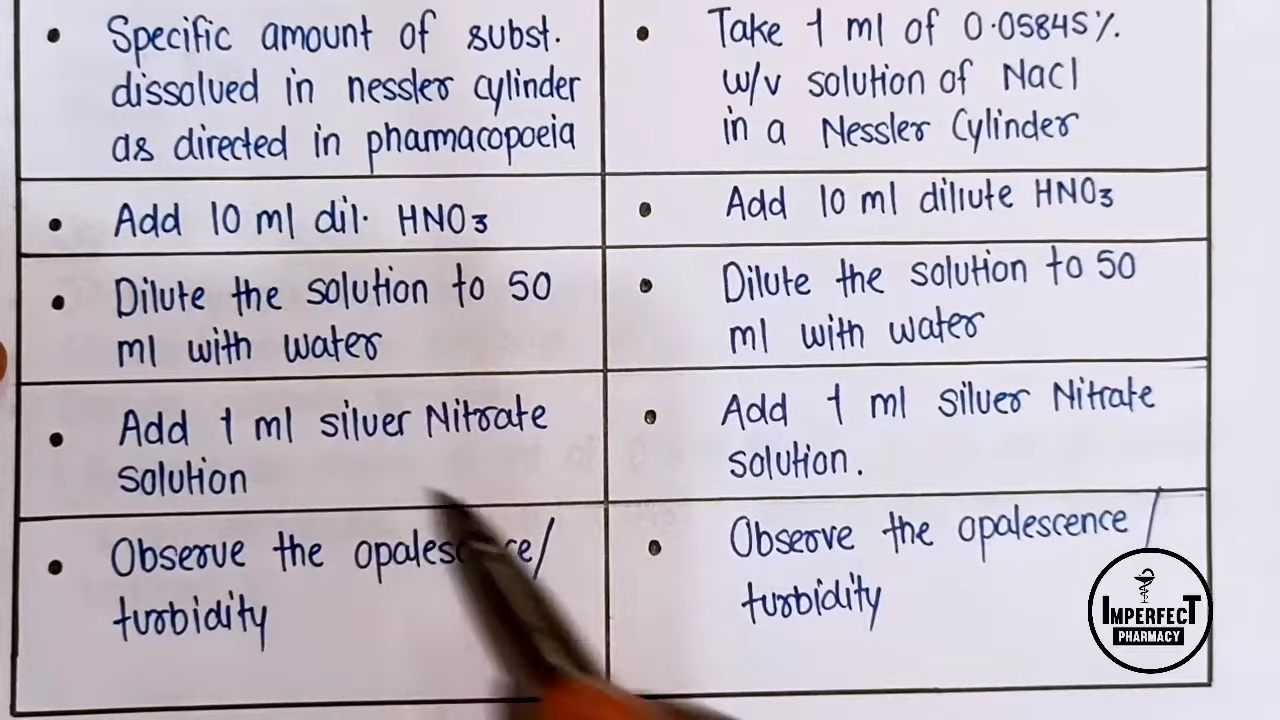 • Specific amount of subst.
dissolved in nessler cylinder
as directed in pharmacopoeia
• Take 1 ml of 0.05845%.
w/v solution of NaCl
in a Nessler Cylinder
• Add 10 ml dil. HNO3
• Add 10 ml diliute HNO3
• Dilute the solution to 50
ml with water
• Dilute the solution to 50
ml with water
• Add 1 ml silver Nitrate
solution
• Add 1 ml silver Nitrate
solution.
• Observe the /
turbidity
• Observe the opalescence /
turbidity
IMPERFECT
PHARMACY